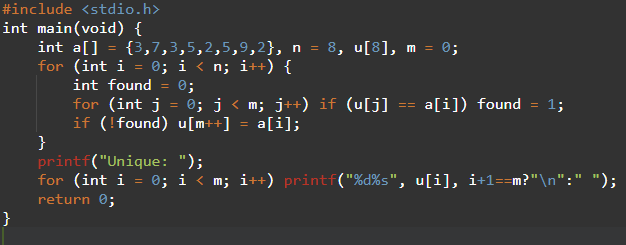 #include <stdio.h>
int main(void) {
    int a[] = {3,7,3,5,2,5,9,2}, n = 8, u[8], m = 0;
    for (int i = 0; i < n; i++) {
        int found = 0;
        for (int j = 0; j < m; j++) if (u[j] == a[i]) found = 1;
        if (!found) u[m++] = a[i];
    }
    printf("Unique: ");
    for (int i = 0; i < m; i++) printf("%d%s", u[i], i+1==m?"\n":" ");
    return 0;
}